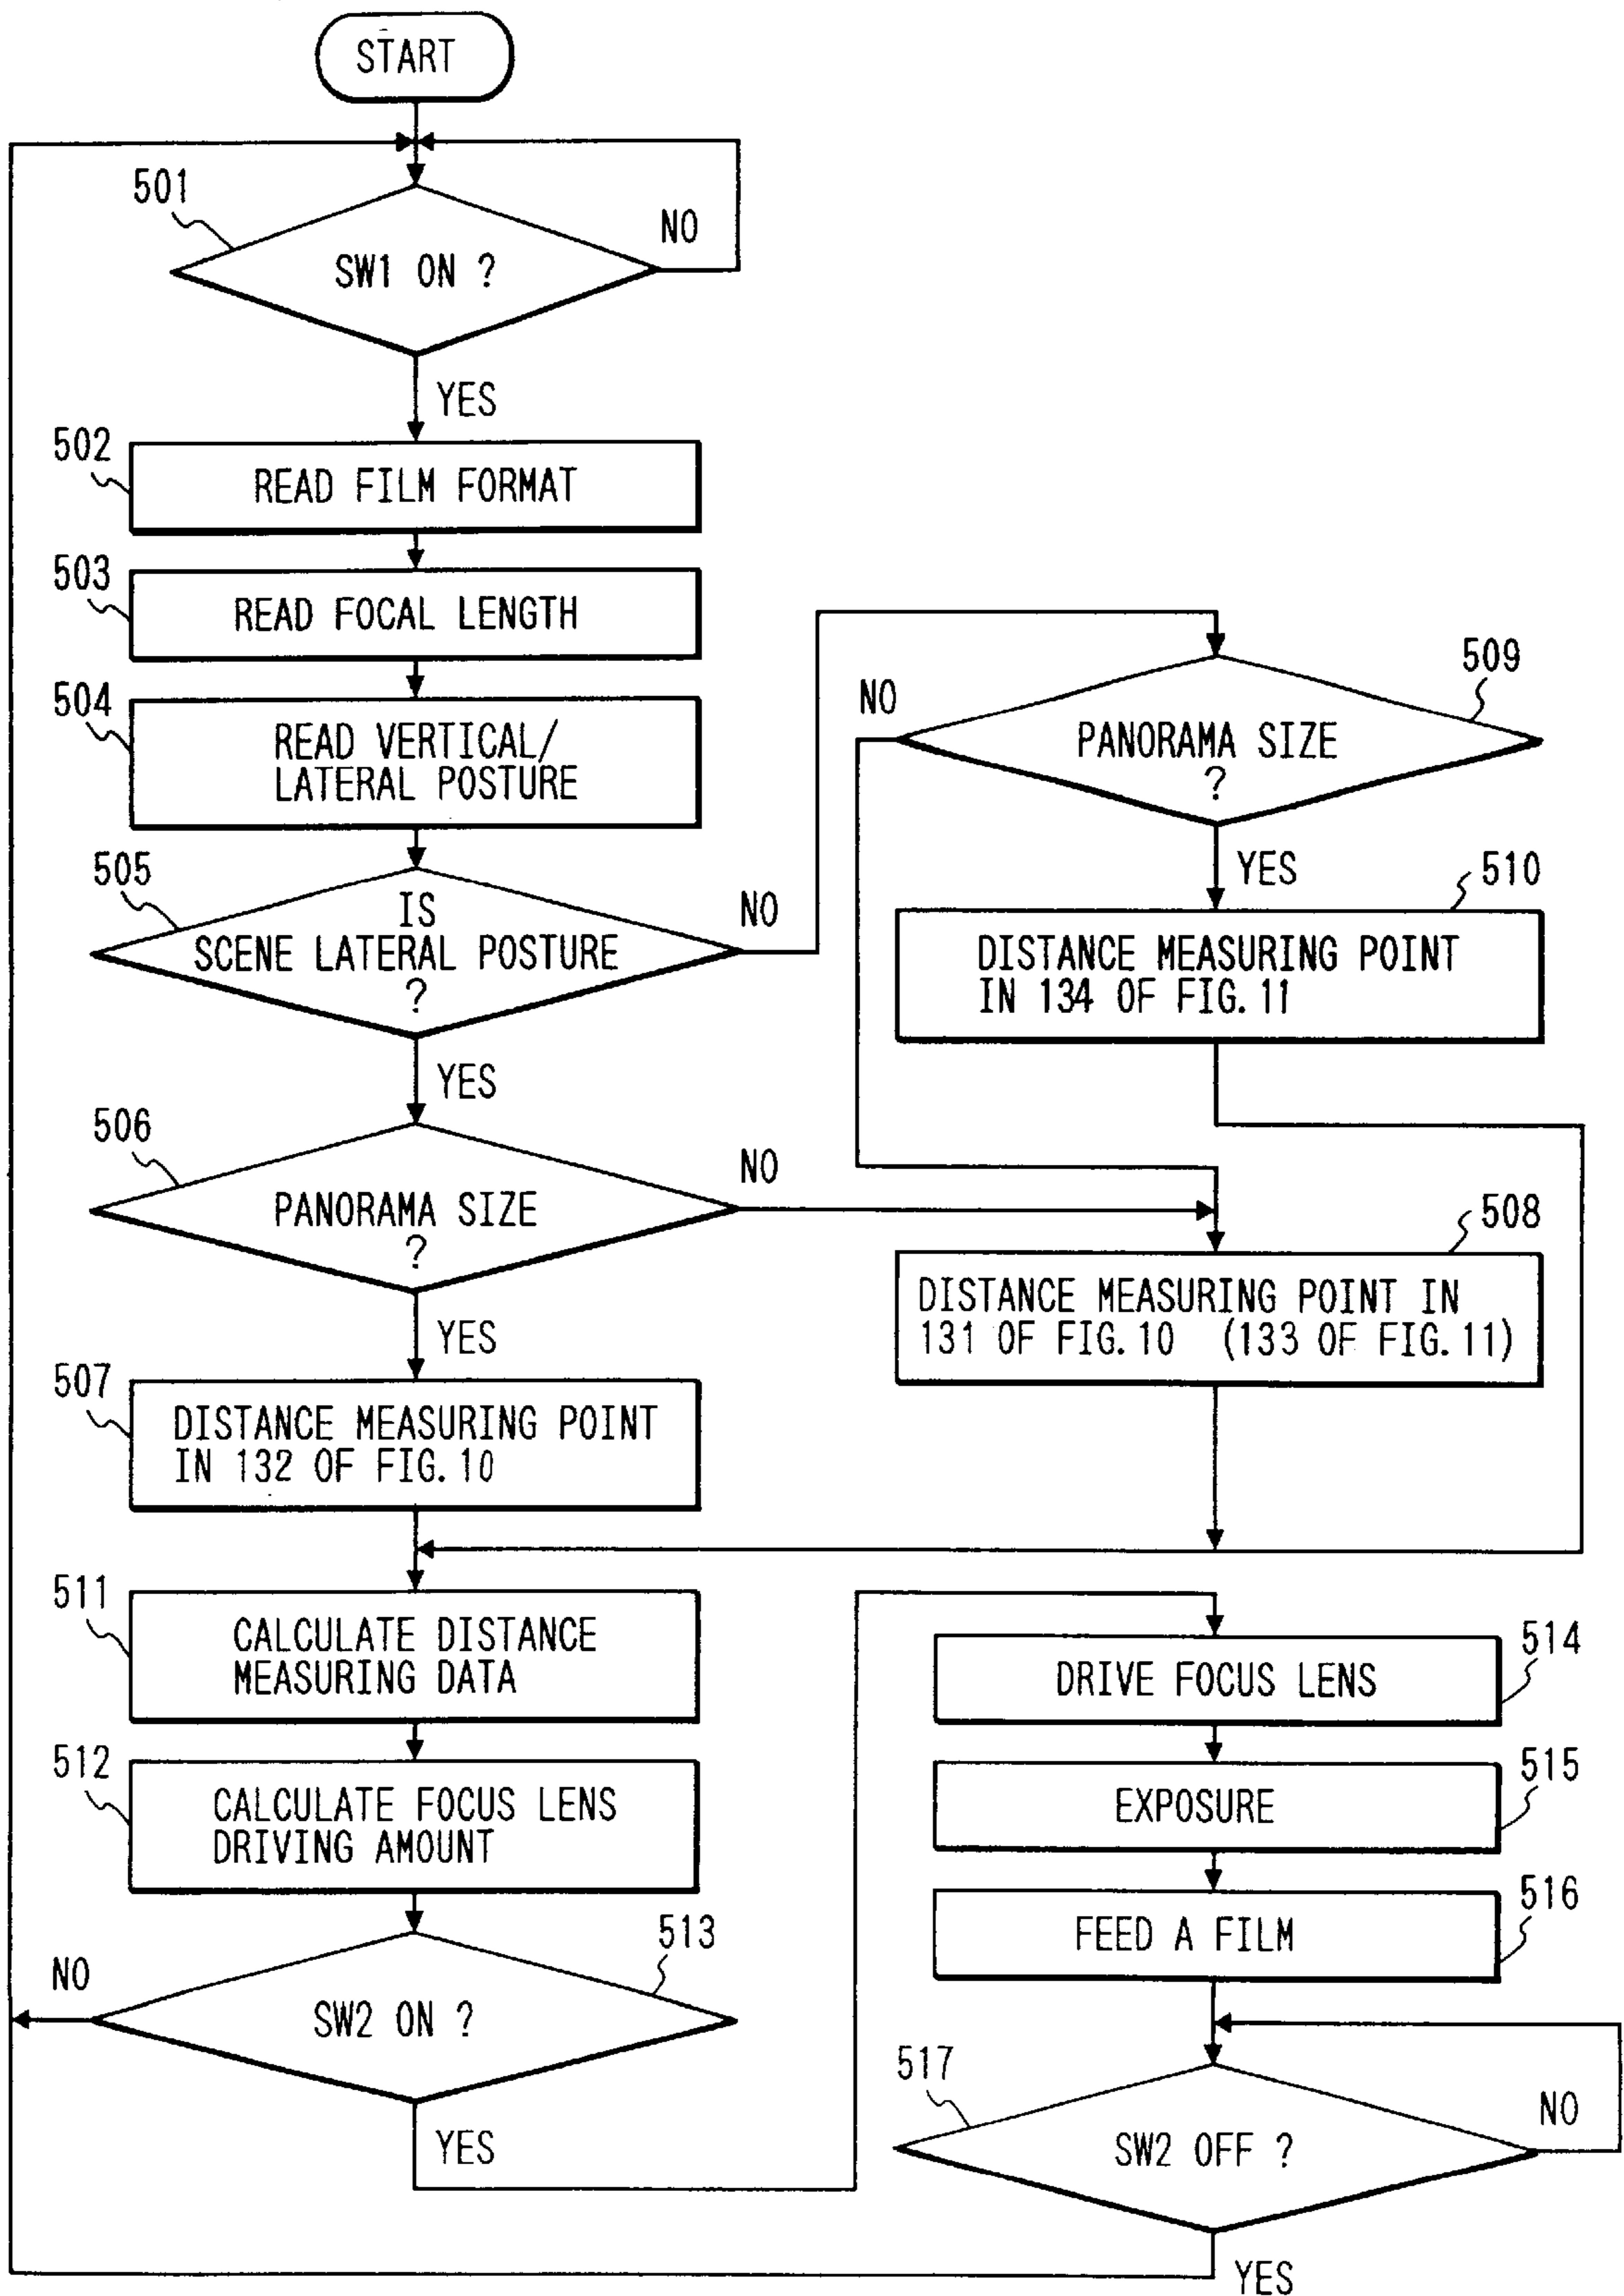 START
501
SW1 ON ?
NO
YES
502
READ FILM FORMAT
503
READ FOCAL LENGTH
504
READ VERTICAL/
LATERAL POSTURE
505
IS
SCENE LATERAL POSTURE
?
NO
YES
509
NO
PANORAMA SIZE
?
YES
510
DISTANCE MEASURING POINT
IN 134 OF FIG. 11
506
PANORAMA SIZE
?
NO
YES
508
DISTANCE MEASURING POINT IN
131 OF FIG. 10 (133 OF FIG. 11)
507
DISTANCE MEASURING POINT
IN 132 OF FIG. 10
511
CALCULATE DISTANCE
MEASURING DATA
512
CALCULATE FOCUS LENS
DRIVING AMOUNT
513
NO
SW2 ON ?
YES
514
DRIVE FOCUS LENS
515
EXPOSURE
516
FEED A FILM
517
SW2 OFF ?
NO
YES